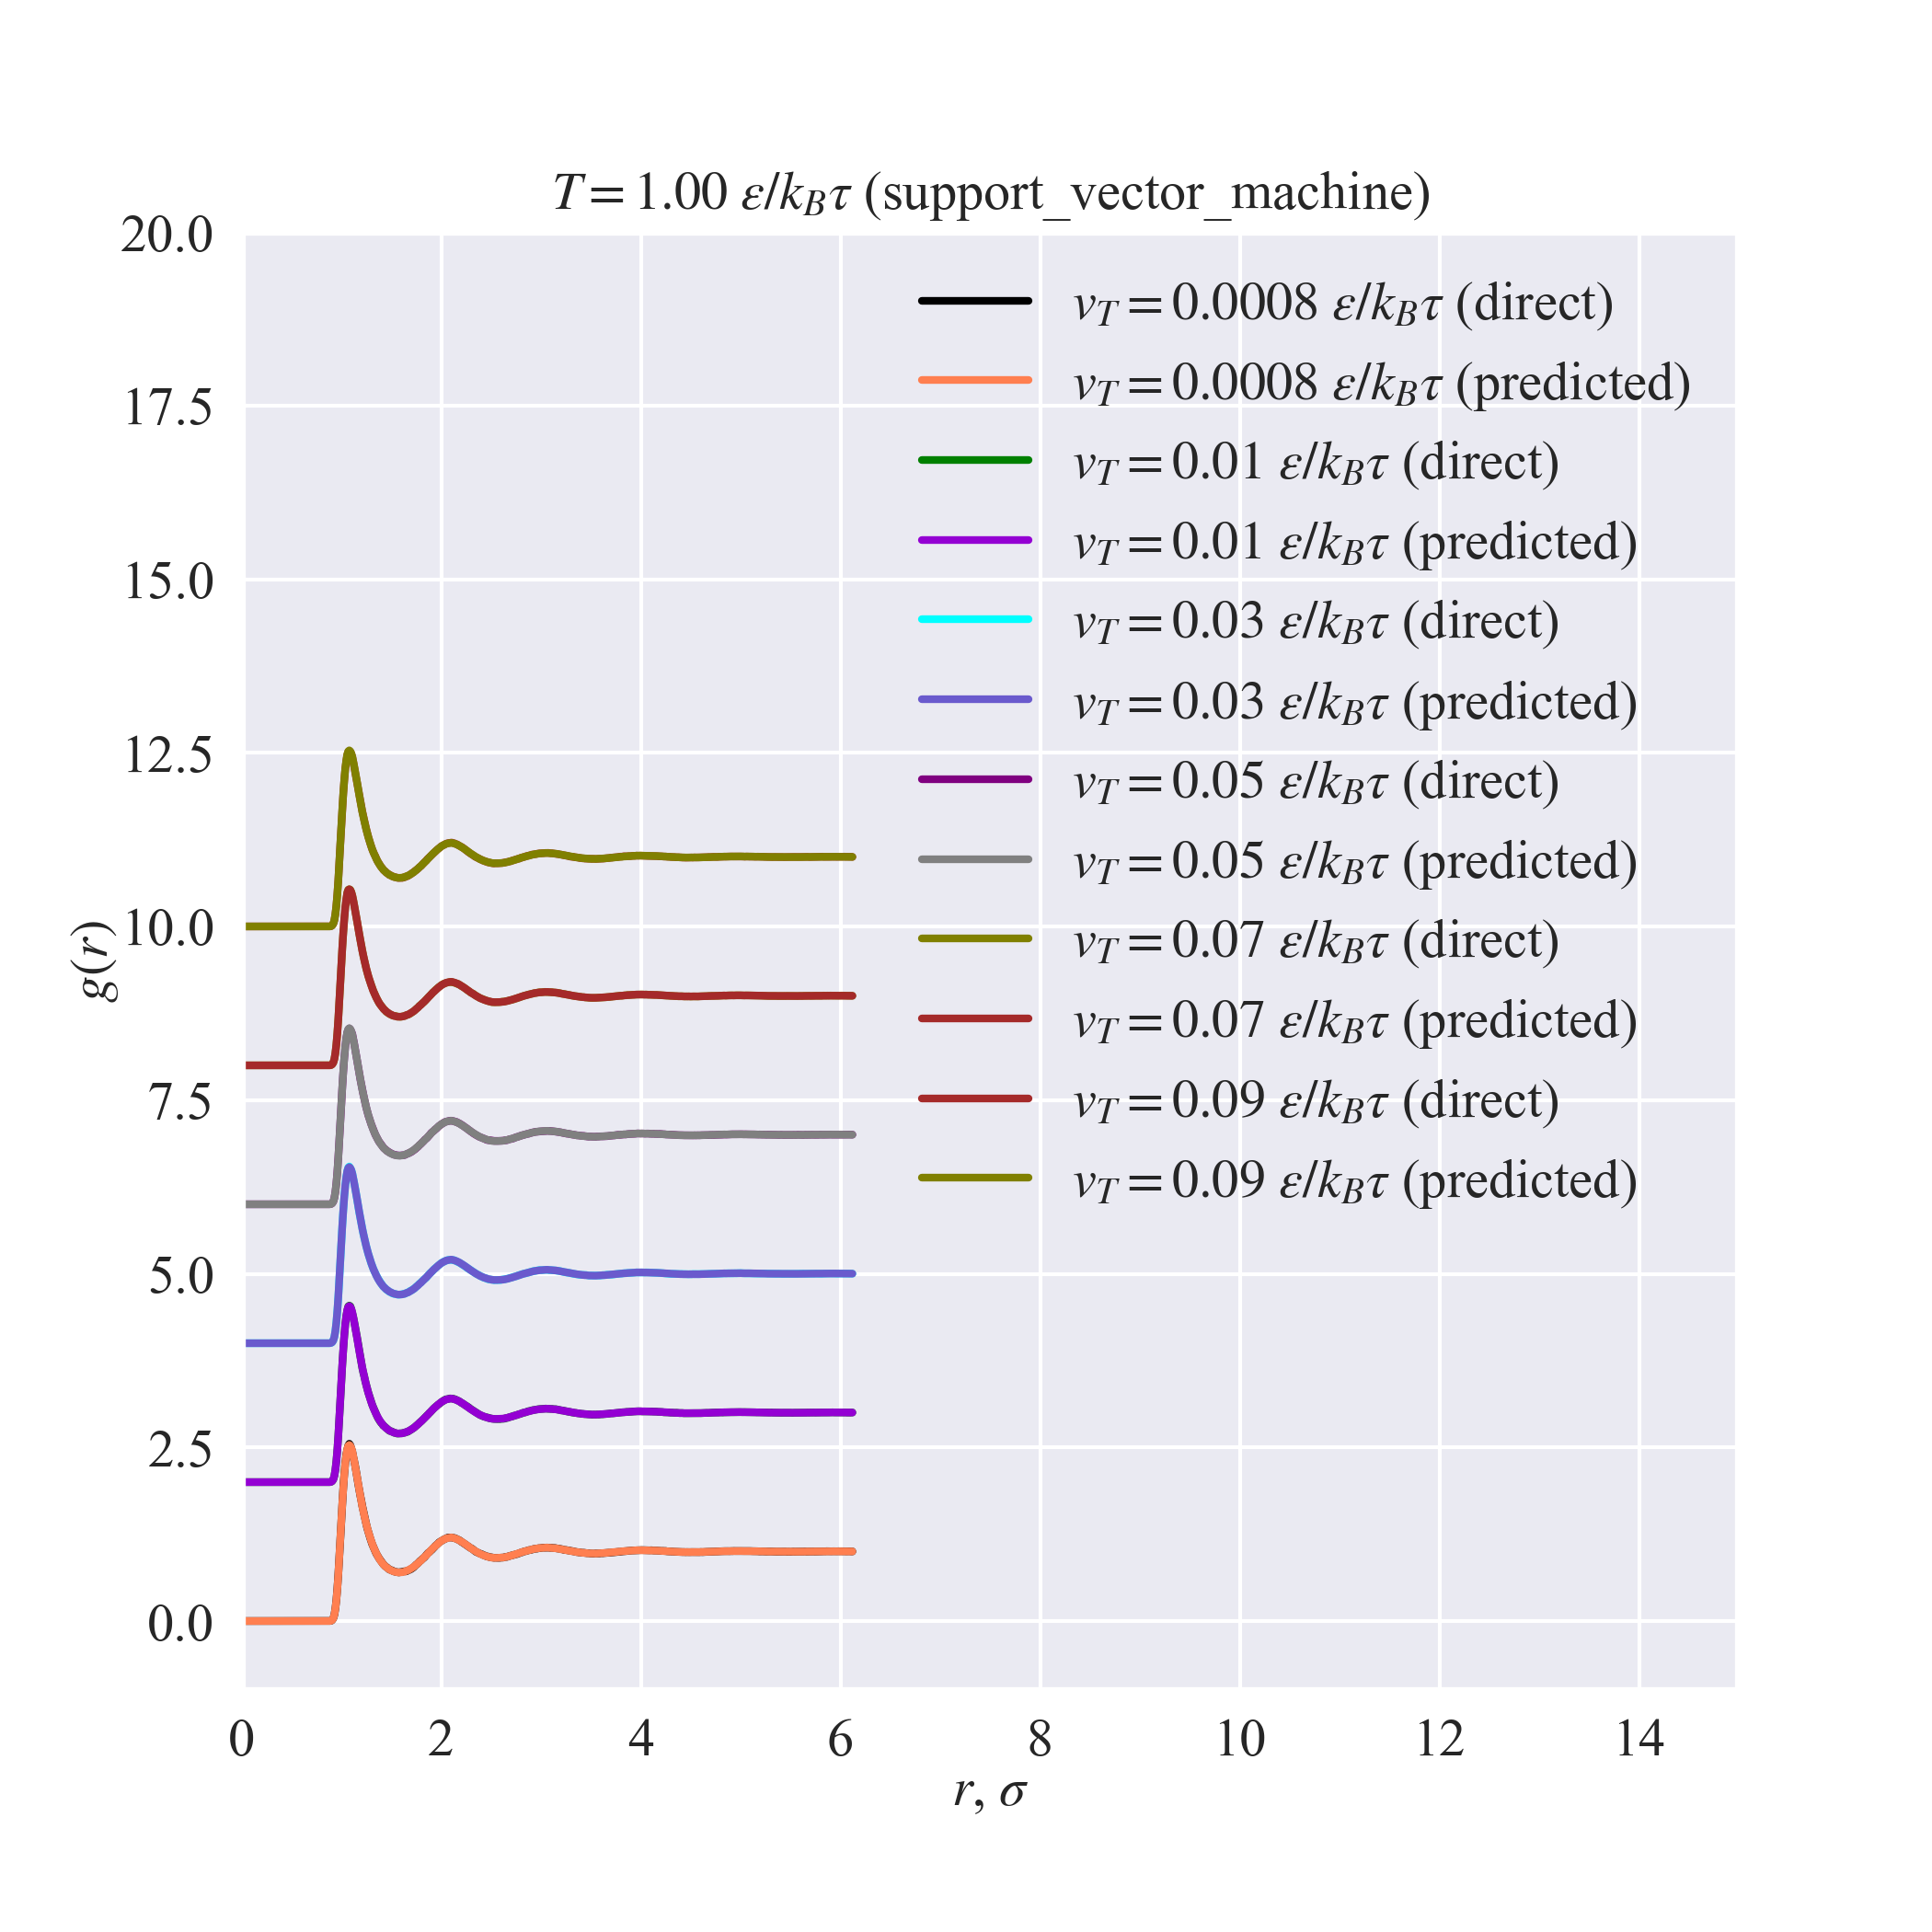 T = 1.00 ε/k_Bτ (support_vector_machine)
20.0
17.5
15.0
12.5
10.0
7.5
5.0
2.5
0.0
g(r)
v_T = 0.0008 ε/k_Bτ (direct)
v_T = 0.0008 ε/k_Bτ (predicted)
v_T = 0.01 ε/k_Bτ (direct)
v_T = 0.01 ε/k_Bτ (predicted)
v_T = 0.03 ε/k_Bτ (direct)
v_T = 0.03 ε/k_Bτ (predicted)
v_T = 0.05 ε/k_Bτ (direct)
v_T = 0.05 ε/k_Bτ (predicted)
v_T = 0.07 ε/k_Bτ (direct)
v_T = 0.07 ε/k_Bτ (predicted)
v_T = 0.09 ε/k_Bτ (direct)
v_T = 0.09 ε/k_Bτ (predicted)
0 2 4 6 8 10 12 14
r, σ